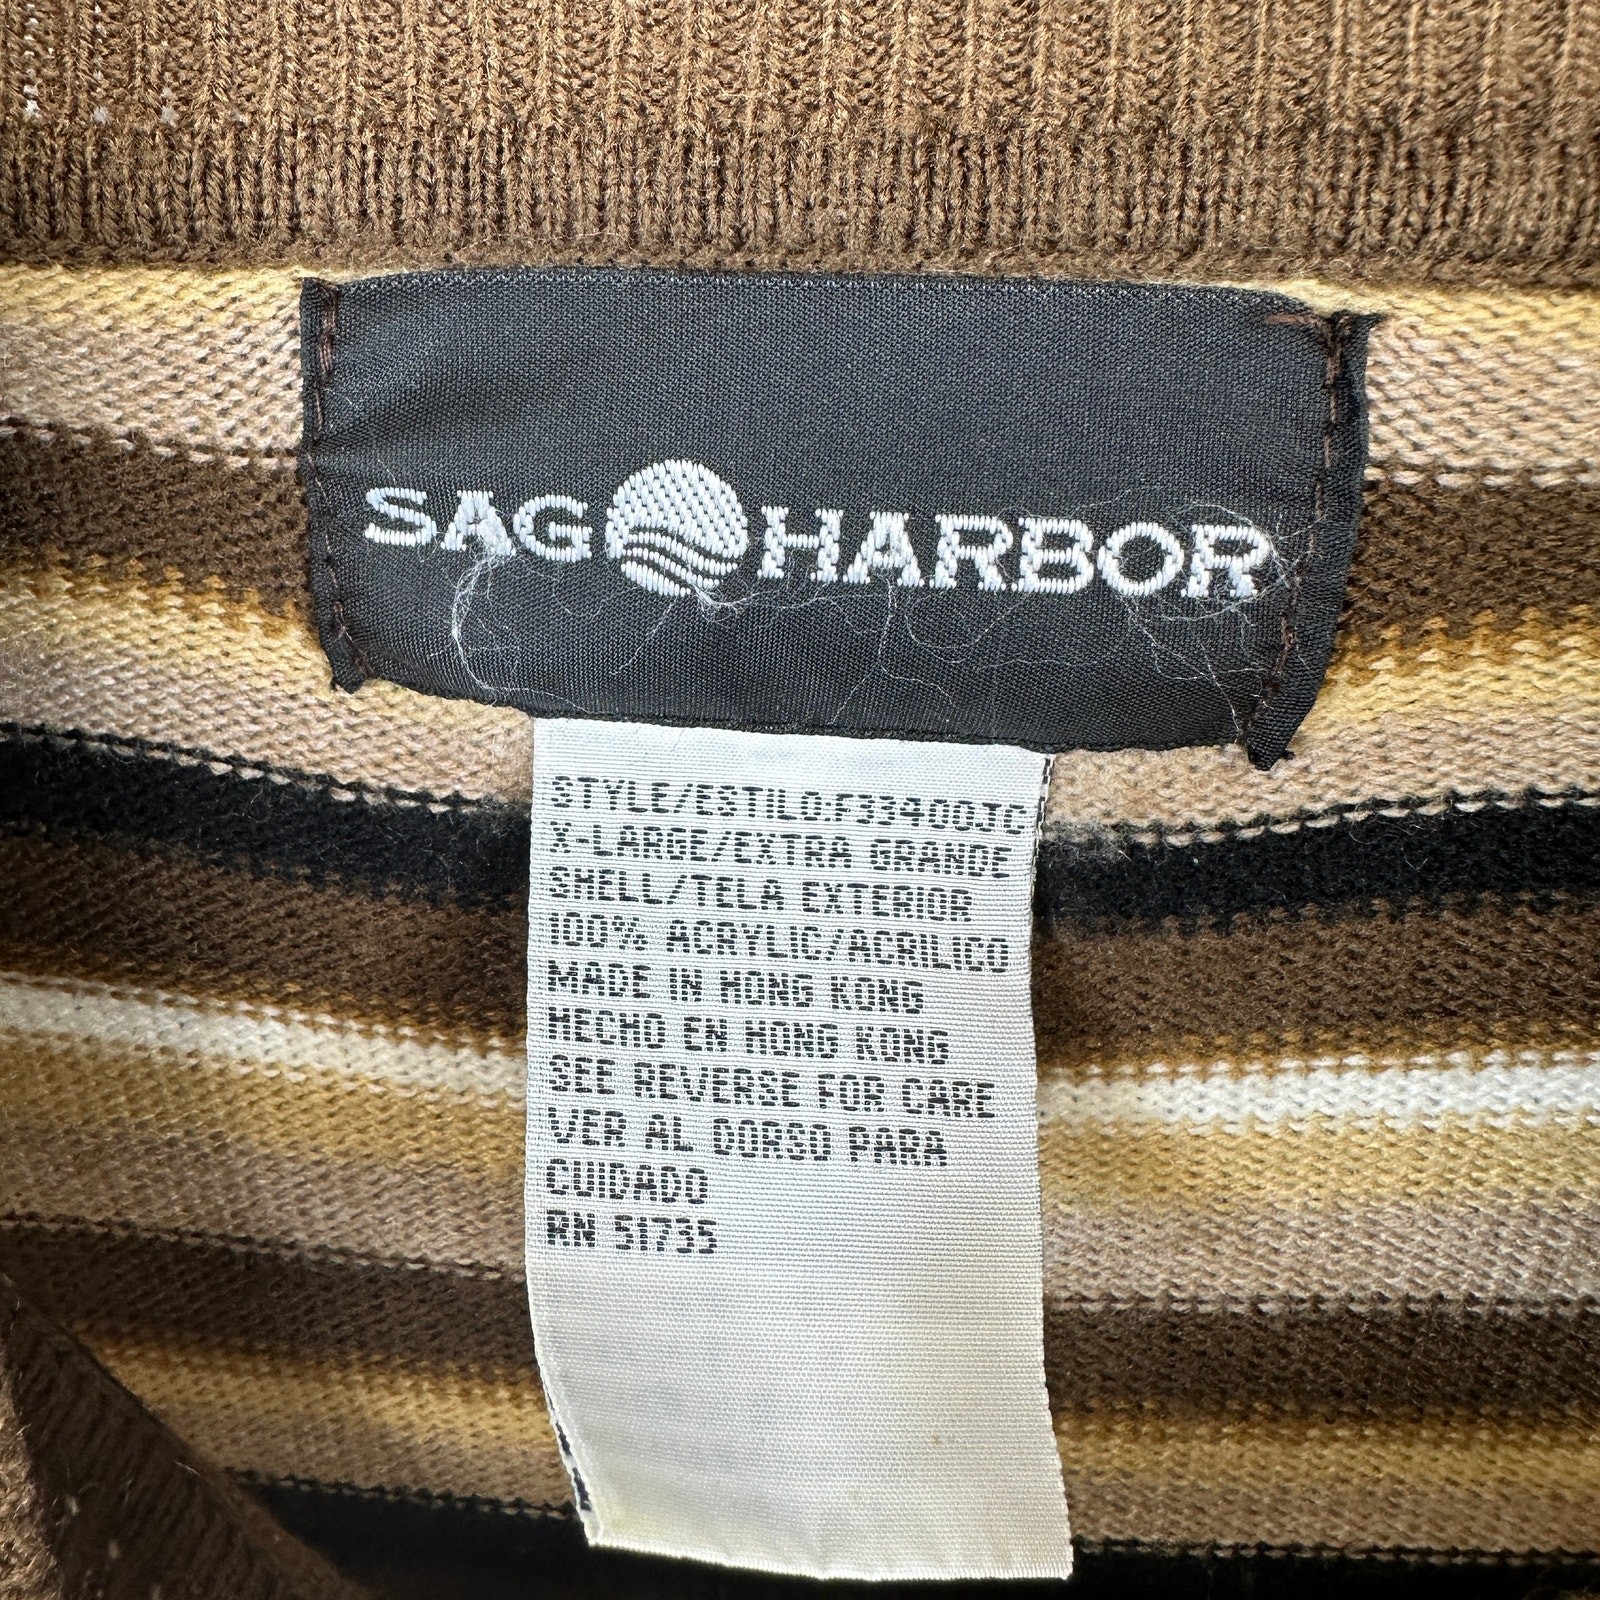 SAG HARBOR
STYLE/ESTILO:F33400JC
X-LARGE/EXTRA GRANDE
SHELL/TELA EXTERIOR
100% ACRYLIC/ACRILICO
MADE IN HONG KONG
HECHO EN HONG KONG
SEE REVERSE FOR CARE
VER AL DORSO PARA
CUIDADO
RN 51735